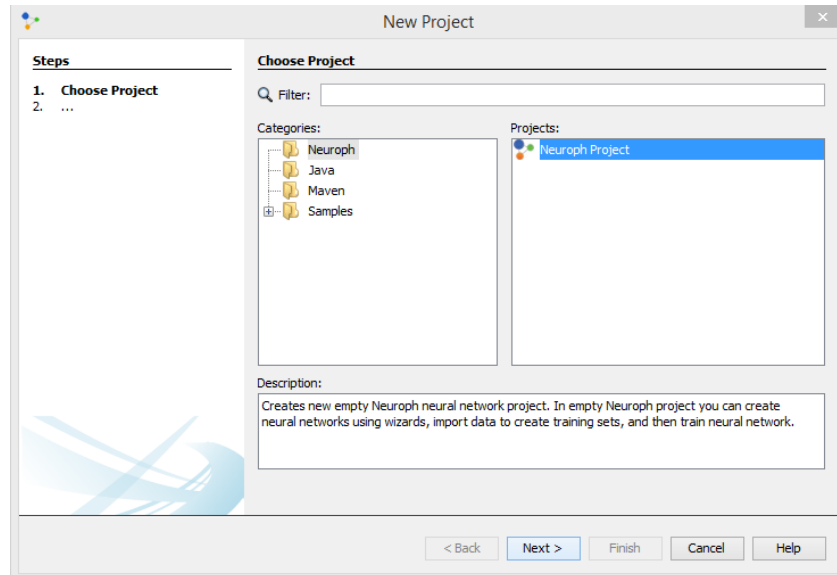 New Project
Steps
1. Choose Project
2. ...
Choose Project
Filter:
Categories:
Neuroph
Java
Maven
Samples
Projects:
Neuroph Project
Description:
Creates new empty Neuroph neural network project. In empty Neuroph project you can create
neural networks using wizards, import data to create training sets, and then train neural network.
< Back
Next >
Finish
Cancel
Help